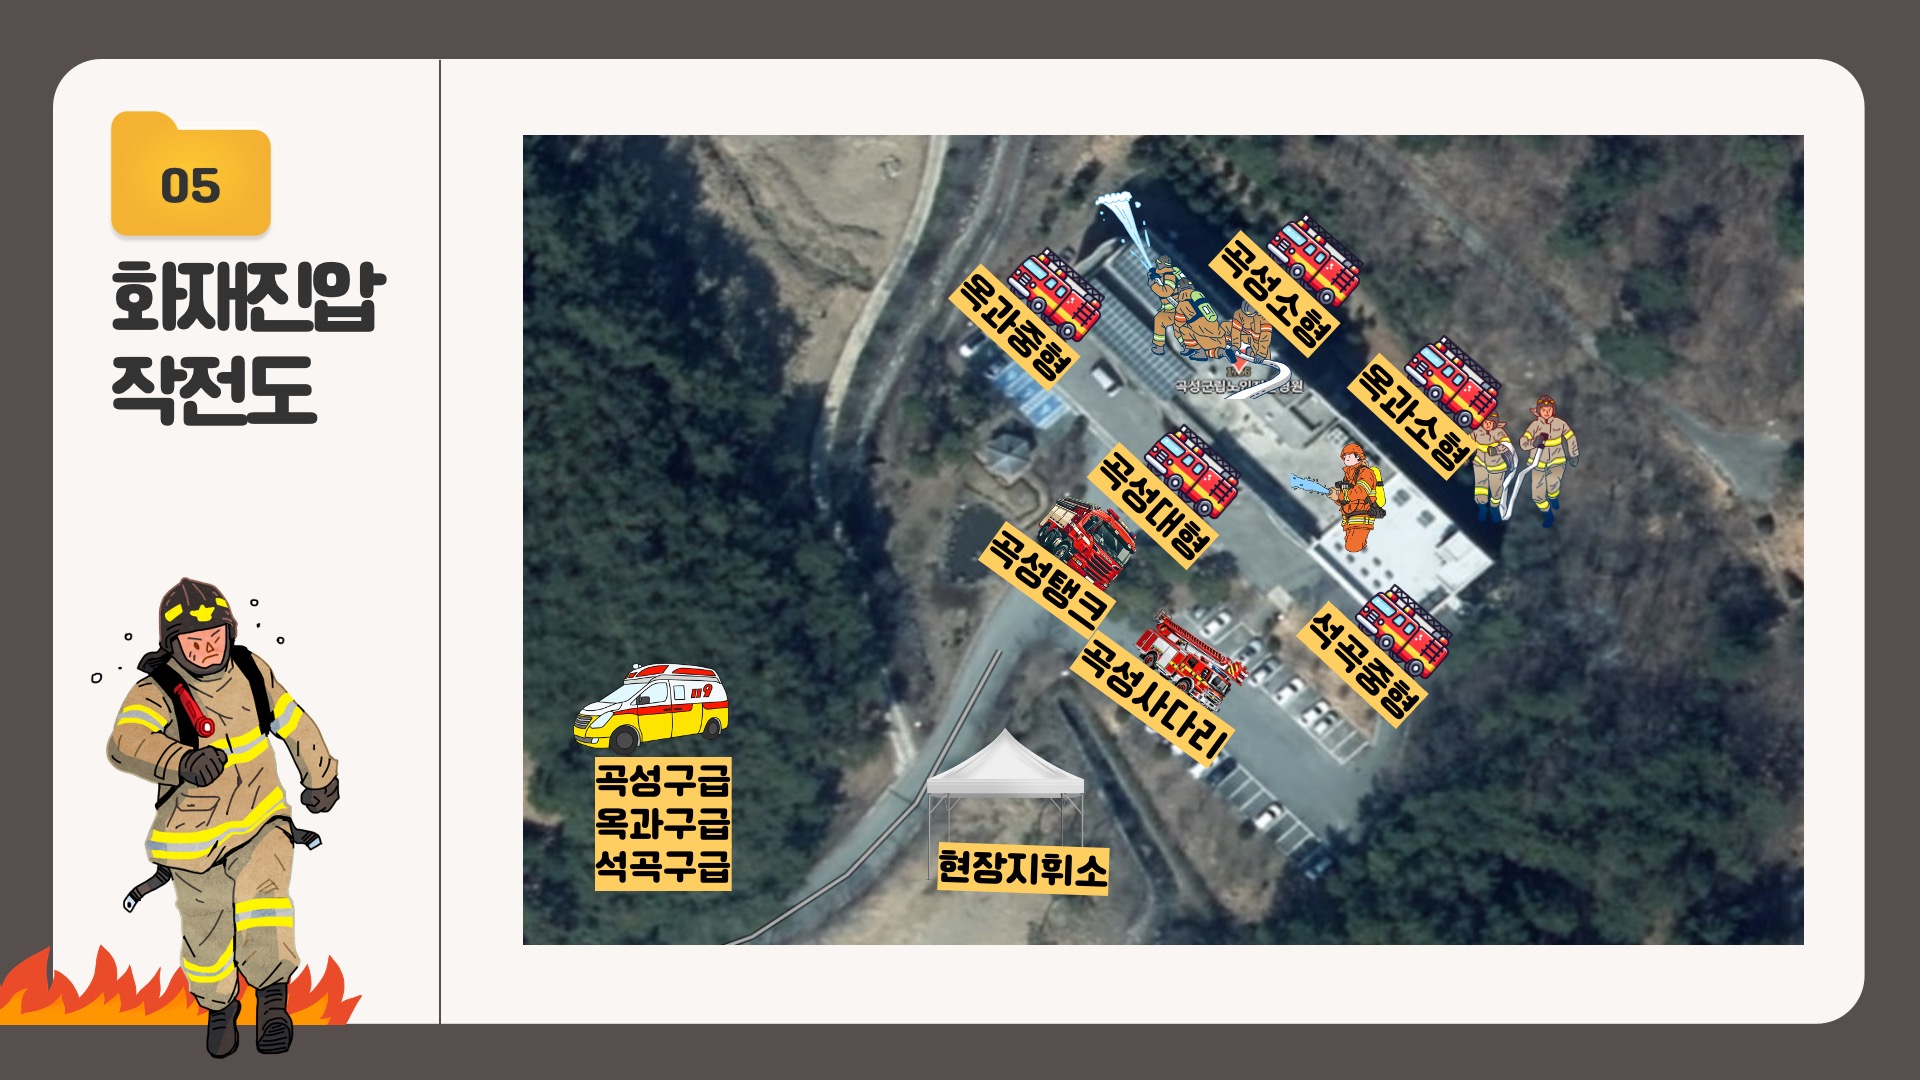 05
화재진압
작전도
곡성소형
옥과중형
옥과소형
곡성대형
곡성탱크
석곡중형
곡성사다리
119
곡성구급
옥과구급
석곡구급
현장지휘소